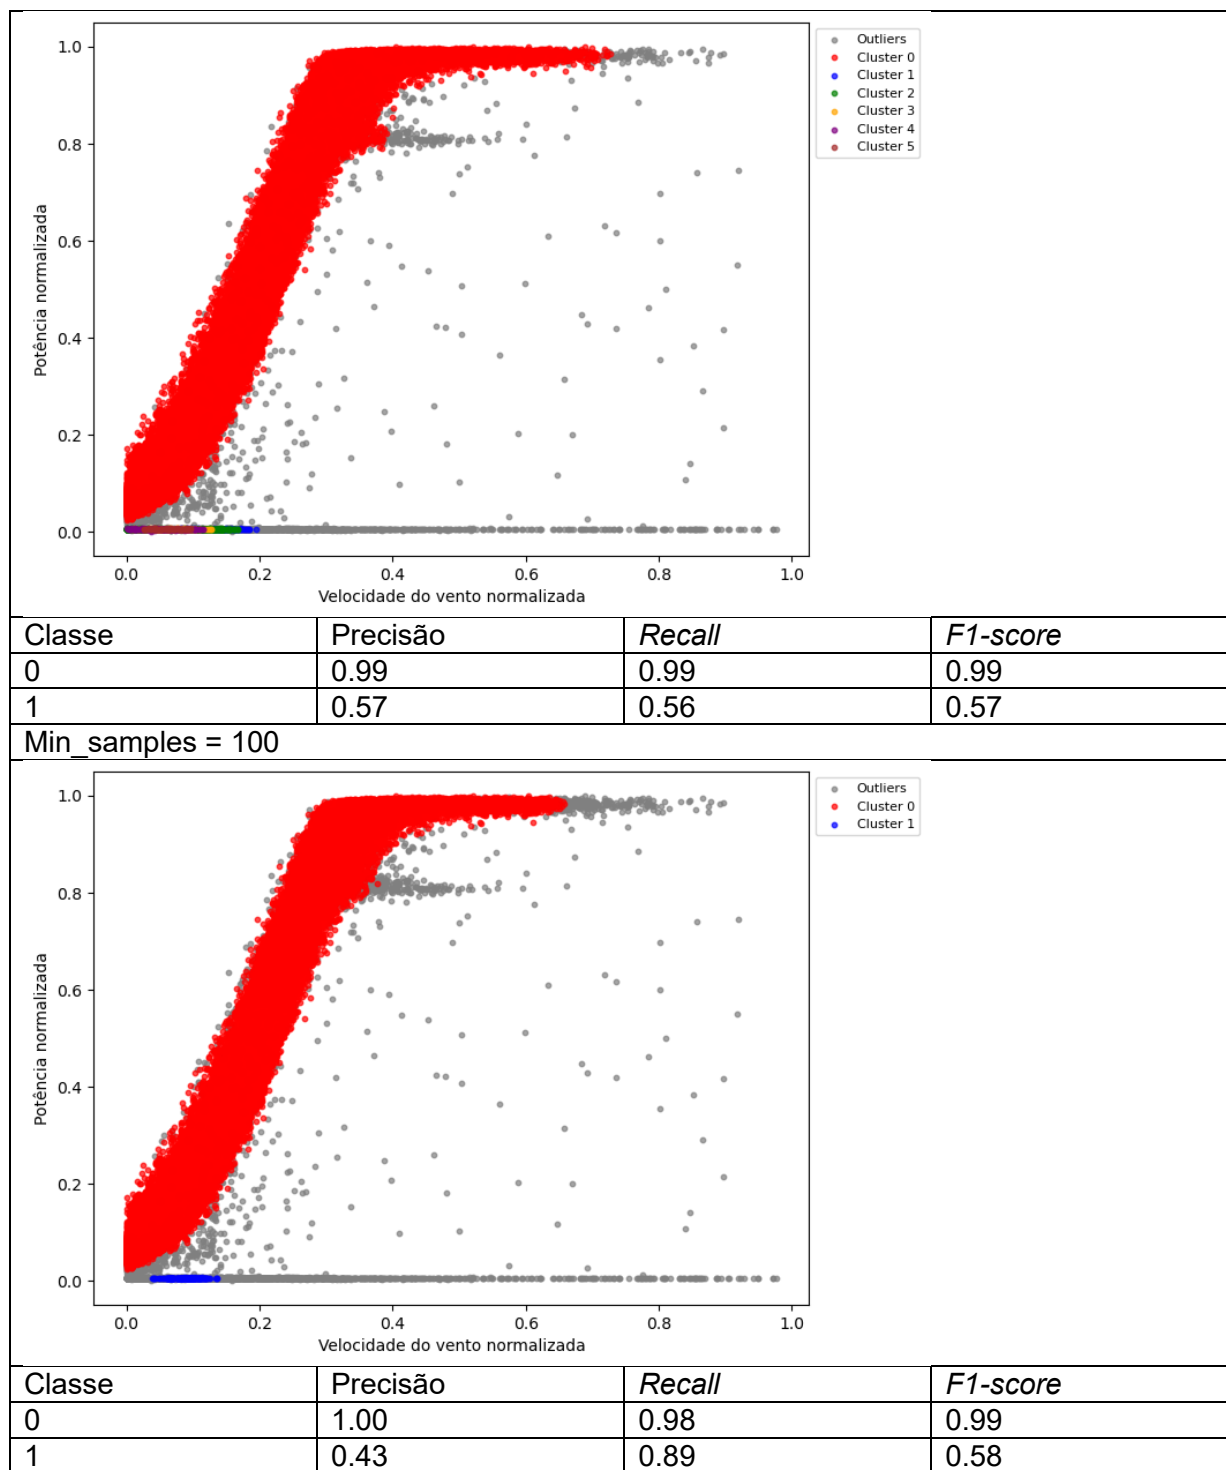 1.0
0.8
0.6
0.4
0.2
0.0
Potência normalizada
0.0 0.2 0.4 0.6 0.8 1.0
Velocidade do vento normalizada
Outliers
Cluster 0
Cluster 1
Cluster 2
Cluster 3
Cluster 4
Cluster 5
Classe Precisão Recall F1-score
0 0.99 0.99 0.99
1 0.57 0.56 0.57
Min_samples = 100
1.0
0.8
0.6
0.4
0.2
0.0
Potência normalizada
0.0 0.2 0.4 0.6 0.8 1.0
Velocidade do vento normalizada
Outliers
Cluster 0
Cluster 1
Classe Precisão Recall F1-score
0 1.00 0.98 0.99
1 0.43 0.89 0.58